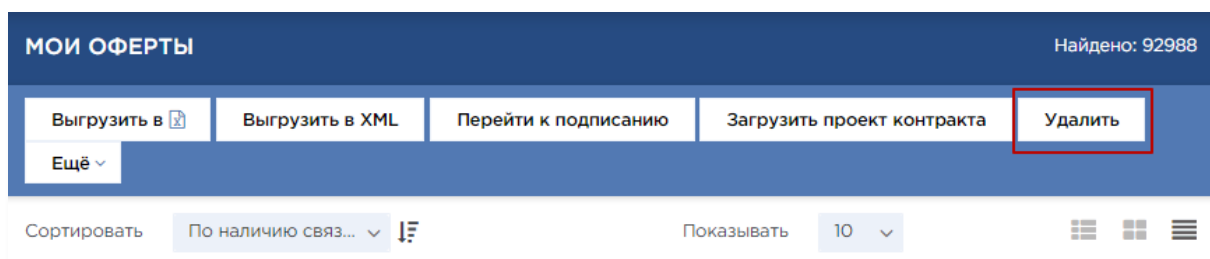 МОИ ОФЕРТЫ Найдено: 92988
Выгрузить в Выгрузить в XML Перейти к подписанию Загрузить проект контракта Удалить
Ещё
Сортировать По наличию связ... Показывать 10